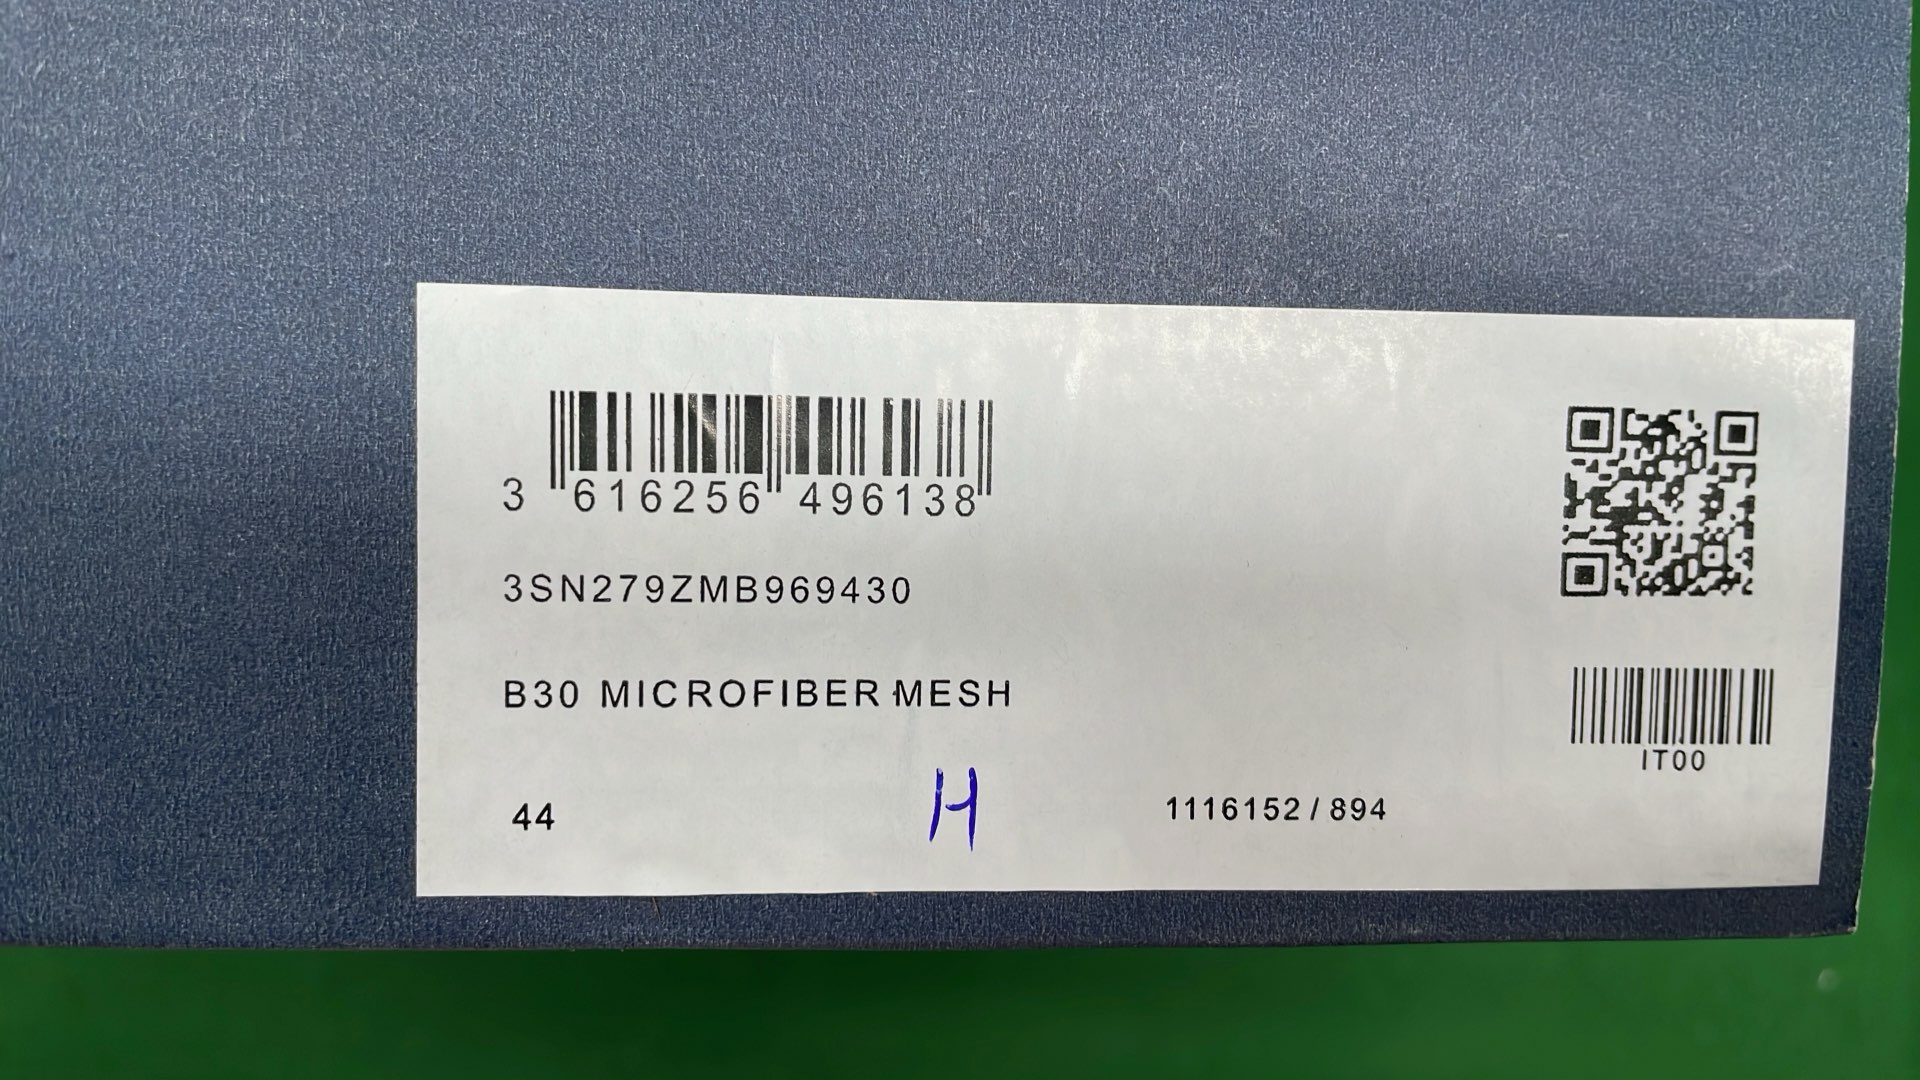 3 616256 496138
3SN279ZMB969430
B30 MICROFIBER MESH
IT00
44 H 1116152 / 894